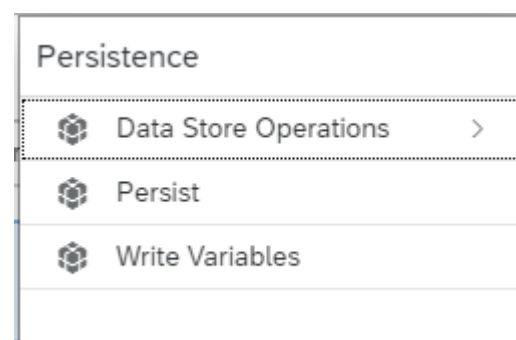 Persistence
Data Store Operations
Persist
Write Variables